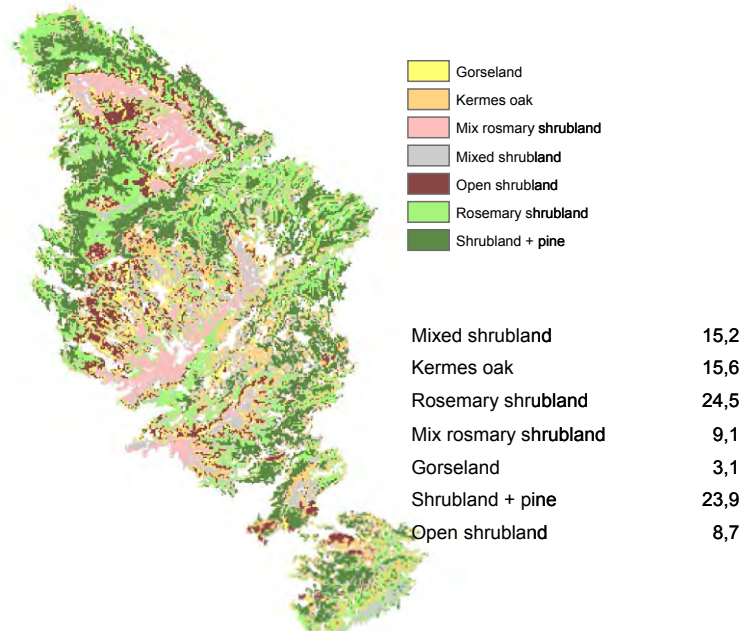 Gorseland
Kermes oak
Mix rosmary shrubland
Mixed shrubland
Open shrubland
Rosemary shrubland
Shrubland + pine
Mixed shrubland 15,2
Kermes oak 15,6
Rosemary shrubland 24,5
Mix rosmary shrubland 9,1
Gorseland 3,1
Shrubland + pine 23,9
Open shrubland 8,7